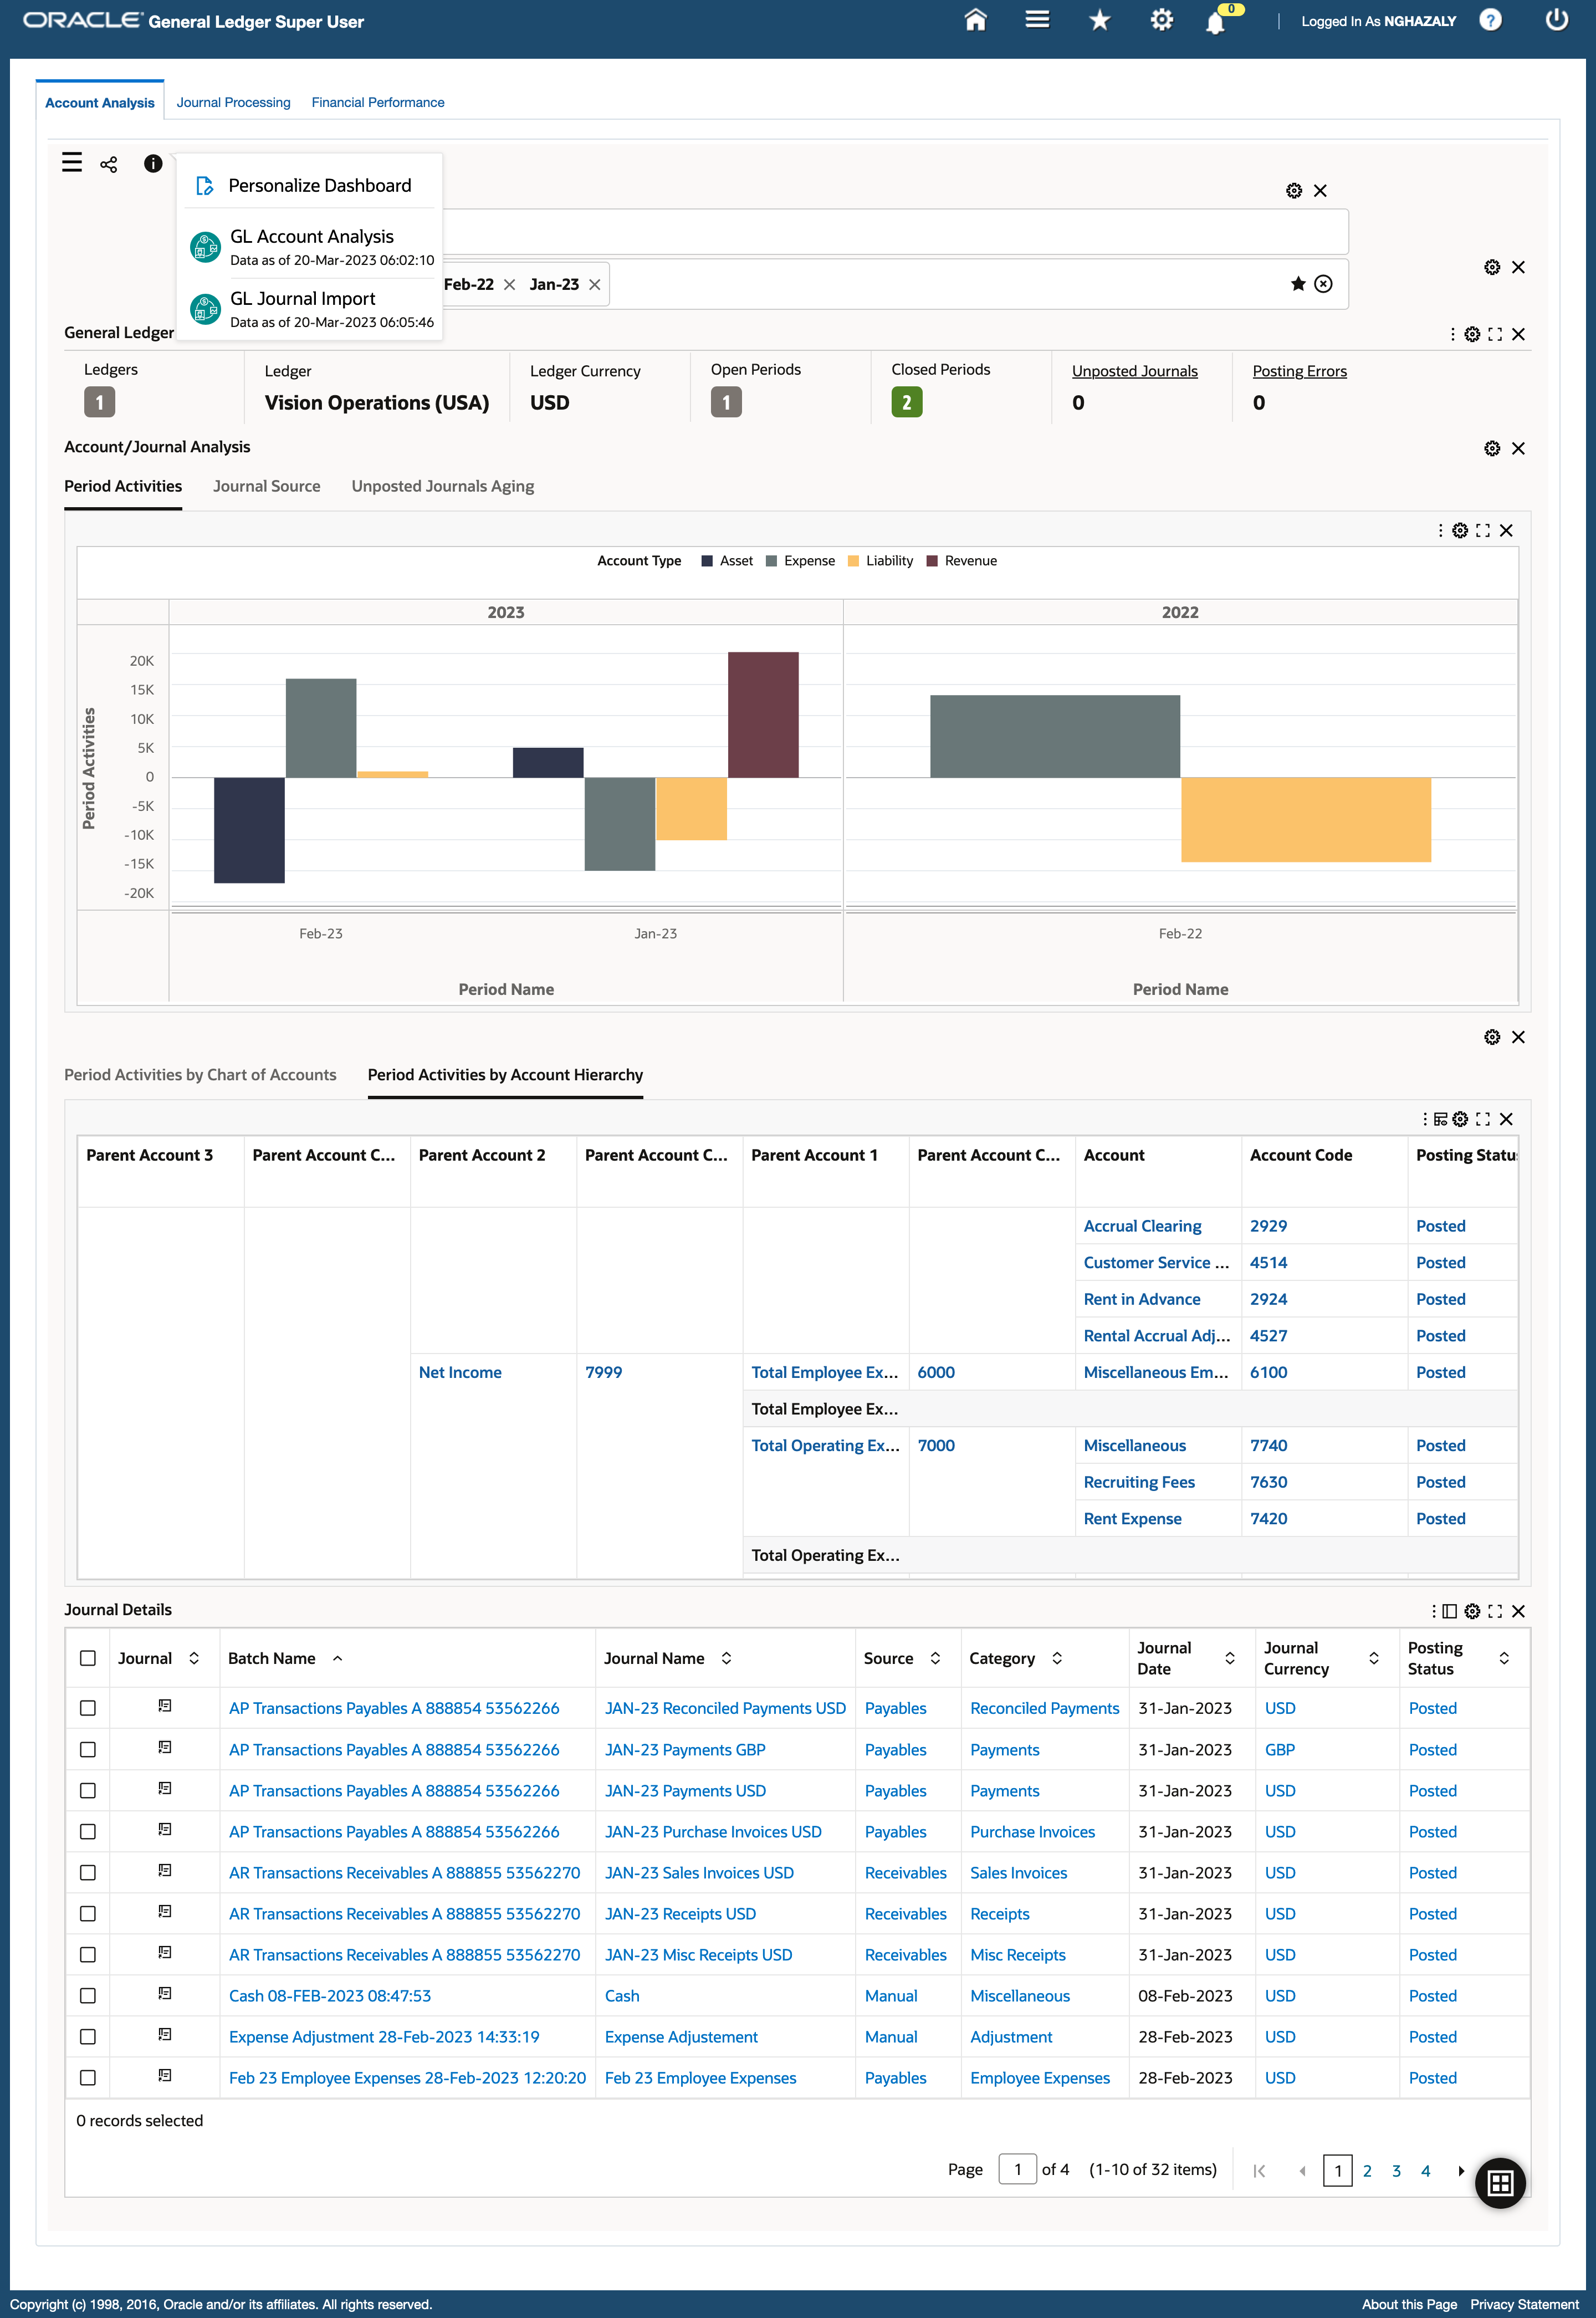 ORACLE General Ledger Super User
0
Logged In As NGHAZALY
?
Account Analysis Journal Processing Financial Performance
Personalize Dashboard
GL Account Analysis
Data as of 20-Mar-2023 06:02:10
Feb-22 Jan-23
GL Journal Import
Data as of 20-Mar-2023 06:05:46
General Ledger
Ledgers Ledger Ledger Currency Open Periods Closed Periods Unposted Journals Posting Errors
1 Vision Operations (USA) USD 1 2 0 0
Account/Journal Analysis
Period Activities Journal Source Unposted Journals Aging
Account Type Asset Expense Liability Revenue
2023 2022
Period Activities
20K
15K
10K
5K
0
-5K
-10K
-15K
-20K
Feb-23 Jan-23 Feb-22
Period Name Period Name
Period Activities by Chart of Accounts Period Activities by Account Hierarchy
Parent Account 3 Parent Account C... Parent Account 2 Parent Account C... Parent Account 1 Parent Account C... Account Account Code Posting Statu
Accrual Clearing 2929 Posted
Customer Service ... 4514 Posted
Rent in Advance 2924 Posted
Rental Accrual Adj... 4527 Posted
Net Income 7999 Total Employee Ex... 6000 Miscellaneous Em... 6100 Posted
Total Employee Ex...
Total Operating Ex... 7000 Miscellaneous 7740 Posted
Recruiting Fees 7630 Posted
Rent Expense 7420 Posted
Total Operating Ex...
Journal Details
Journal Batch Name Journal Name Source Category Journal Date Journal Currency Posting Status
AP Transactions Payables A 888854 53562266 JAN-23 Reconciled Payments USD Payables Reconciled Payments 31-Jan-2023 USD Posted
AP Transactions Payables A 888854 53562266 JAN-23 Payments GBP Payables Payments 31-Jan-2023 GBP Posted
AP Transactions Payables A 888854 53562266 JAN-23 Payments USD Payables Payments 31-Jan-2023 USD Posted
AP Transactions Payables A 888854 53562266 JAN-23 Purchase Invoices USD Payables Purchase Invoices 31-Jan-2023 USD Posted
AR Transactions Receivables A 888855 53562270 JAN-23 Sales Invoices USD Receivables Sales Invoices 31-Jan-2023 USD Posted
AR Transactions Receivables A 888855 53562270 JAN-23 Receipts USD Receivables Receipts 31-Jan-2023 USD Posted
AR Transactions Receivables A 888855 53562270 JAN-23 Misc Receipts USD Receivables Misc Receipts 31-Jan-2023 USD Posted
Cash 08-FEB-2023 08:47:53 Cash Manual Miscellaneous 08-Feb-2023 USD Posted
Expense Adjustment 28-Feb-2023 14:33:19 Expense Adjustement Manual Adjustment 28-Feb-2023 USD Posted
Feb 23 Employee Expenses 28-Feb-2023 12:20:20 Feb 23 Employee Expenses Payables Employee Expenses 28-Feb-2023 USD Posted
0 records selected
Page 1 of 4 (1-10 of 32 items) 1 2 3 4
Copyright (c) 1998, 2016, Oracle and/or its affiliates. All rights reserved. About this Page Privacy Statement